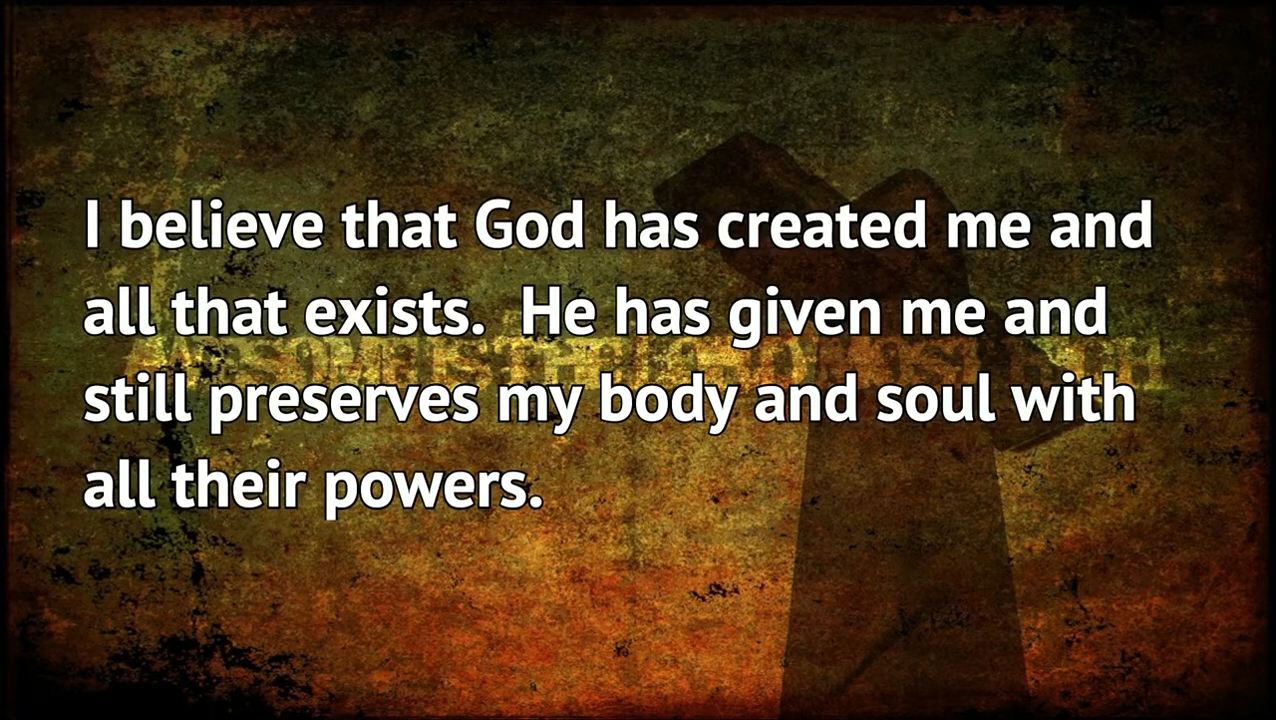 I believe that God has created me and
all that exists.  He has given me and
still preserves my body and soul with
all their powers.